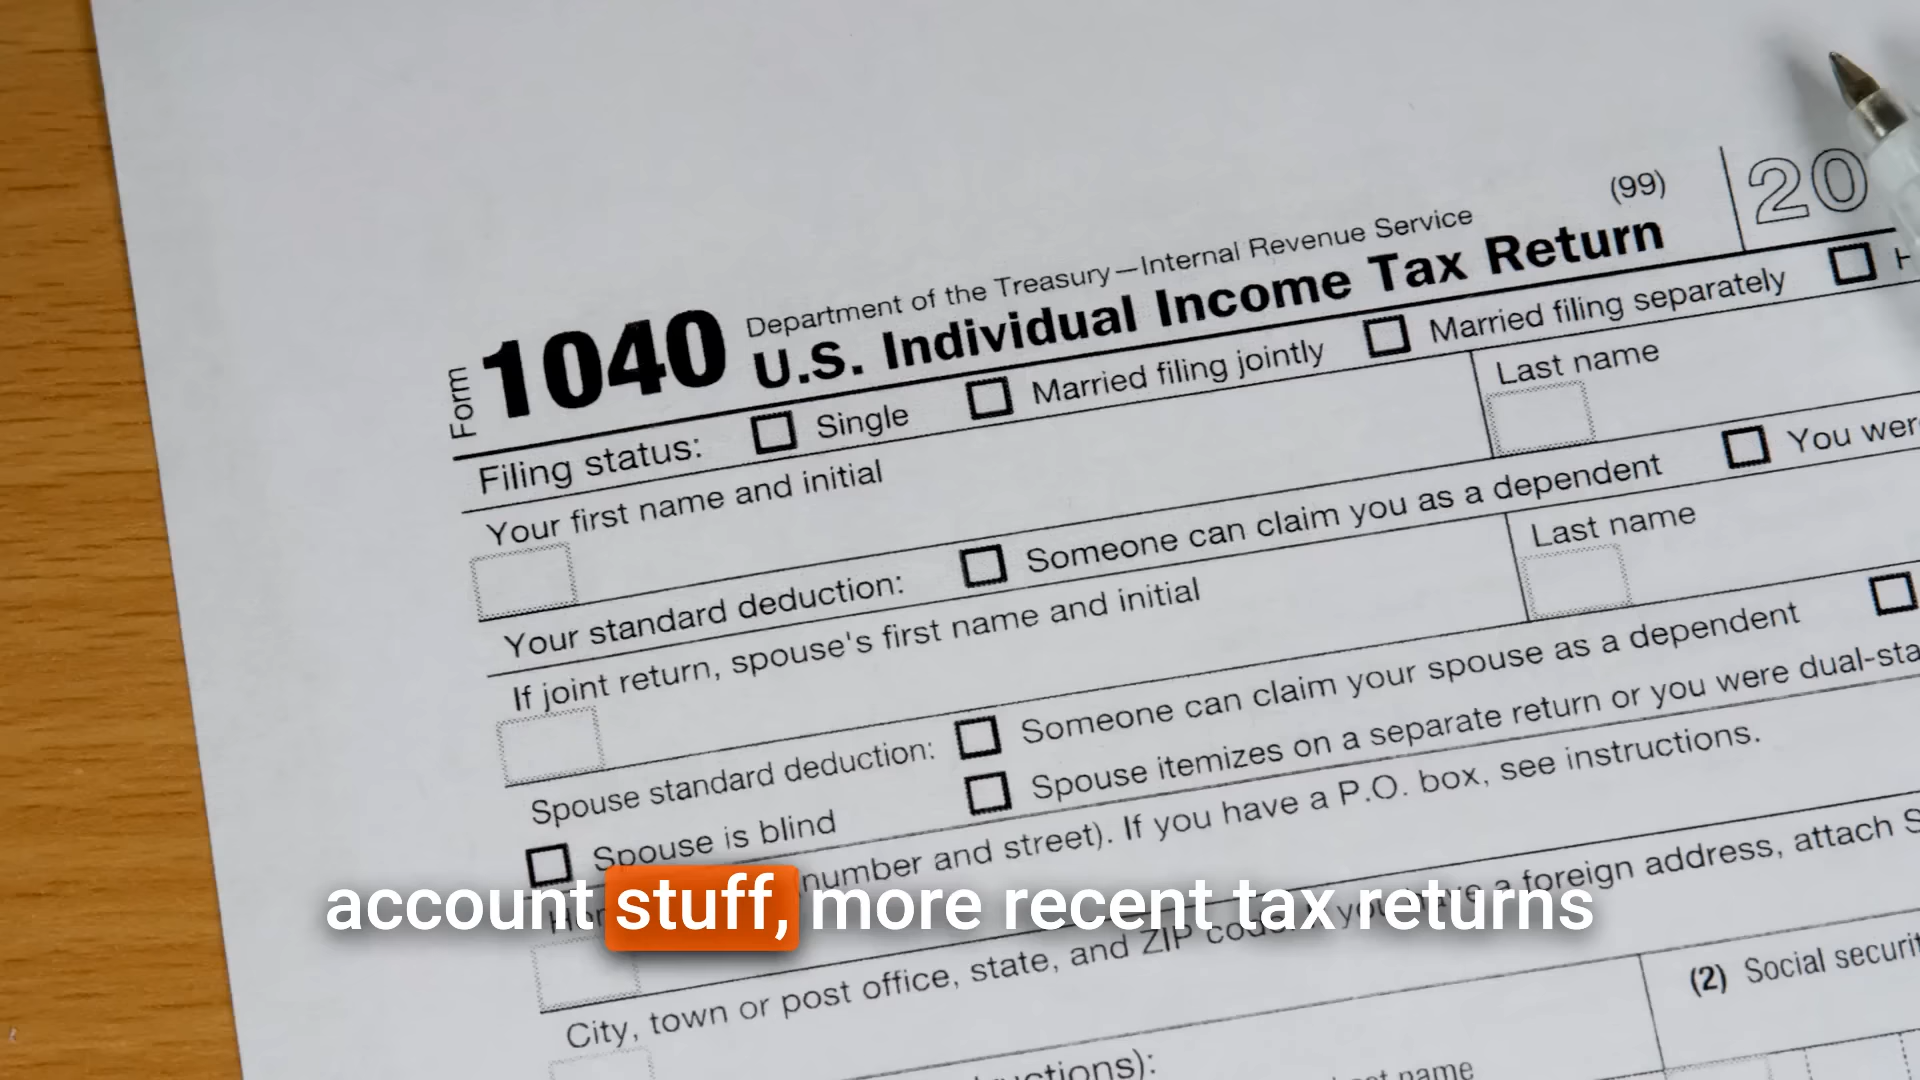 (99)
20
Department of the Treasury—Internal Revenue Service
Form 1040 U.S. Individual Income Tax Return
Filing status: Single Married filing jointly Married filing separately
Your first name and initial Last name
Your standard deduction: Someone can claim you as a dependent You wer
If joint return, spouse's first name and initial Last name
Spouse standard deduction: Someone can claim your spouse as a dependent
Spouse is blind Spouse itemizes on a separate return or you were dual-sta
number and street). If you have a P.O. box, see instructions.
City, town or post office, state, and ZIP a foreign address, attach S
(2) Social securit
name
account stuff, more recent tax returns